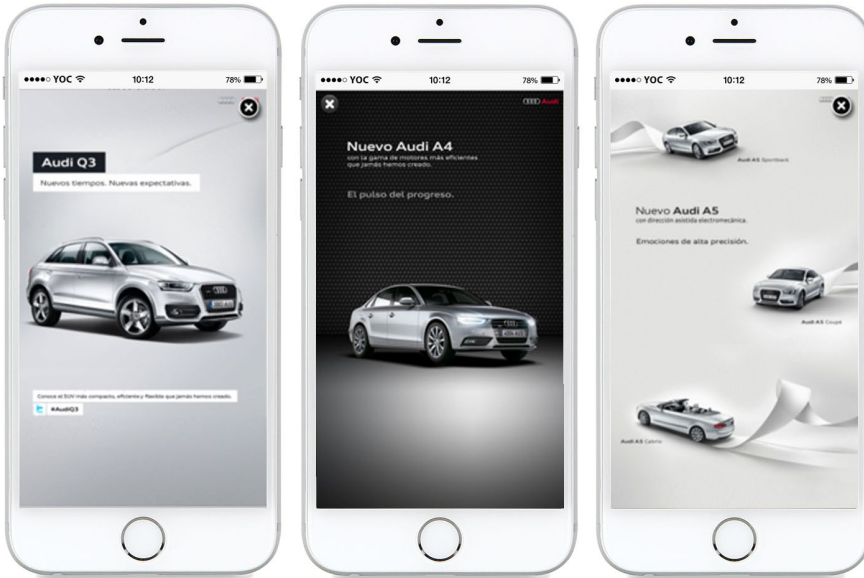 YOC
10:12
78%
Audi Q3
Nuevos tiempos. Nuevas expectativas.
Conoce el SUV más compacto, eficiente y flexible que jamás hemos creado.
#AudiQ3
YOC
10:12
78%
Audi
Nuevo Audi A4
con la gama de motores más eficientes
que jamás hemos creado.
El pulso del progreso.
YOC
10:12
78%
Audi A5 Sportback
Nuevo Audi A5
con dirección asistida electromecánica.
Emociones de alta precisión.
Audi A5 Coupé
Audi A5 Cabrio